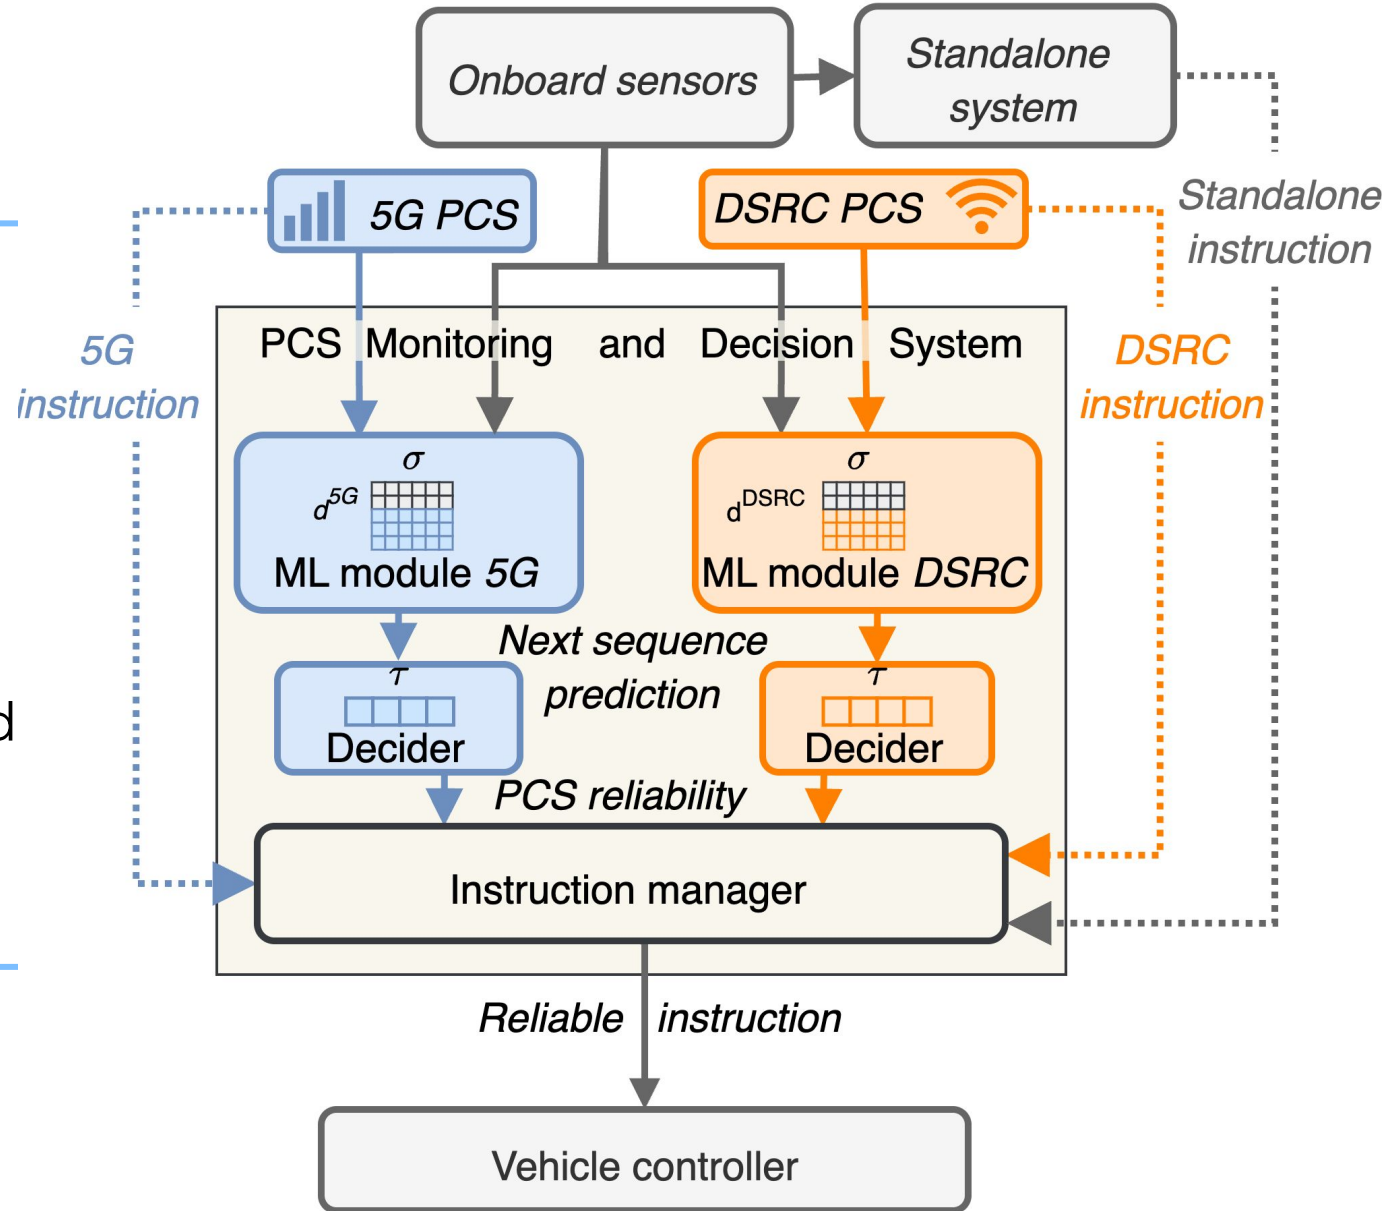 Onboard sensors
Standalone
system
5G PCS
DSRC PCS
Standalone
instruction
PCS Monitoring and Decision System
5G
instruction
DSRC
instruction
σ
d^5G
ML module 5G
σ
d^DSRC
ML module DSRC
Next sequence
prediction
τ
Decider
τ
Decider
PCS reliability
Instruction manager
Reliable instruction
Vehicle controller